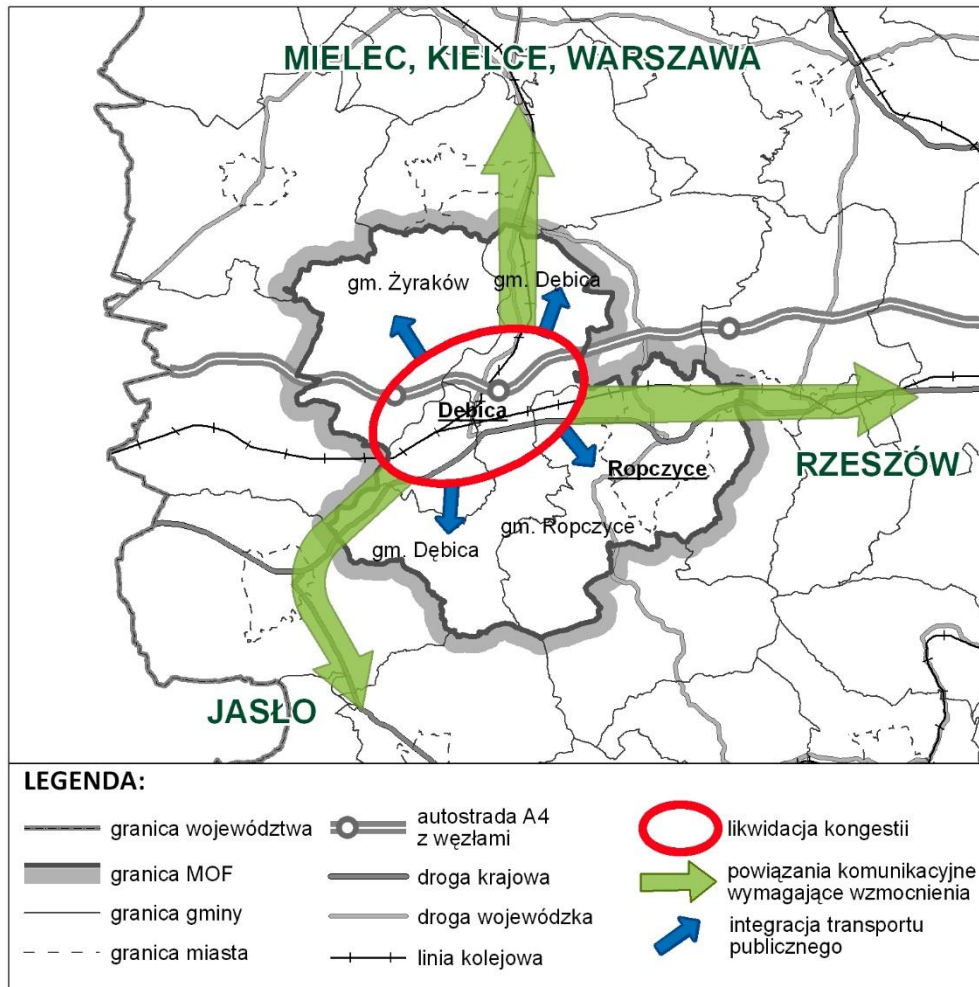 MIELEC, KIELCE, WARSZAWA
gm. Żyraków
gm. Dębica
Dębica
RZESZÓW
Ropczyce
gm. Ropczyce
gm. Dębica
JASŁO
LEGENDA:
granica województwa
granica MOF
granica gminy
granica miasta
autostrada A4
z węzłami
droga krajowa
droga wojewódzka
linia kolejowa
likwidacja kongestii
powiązania komunikacyjne
wymagające wzmocnienia
integracja transportu
publicznego